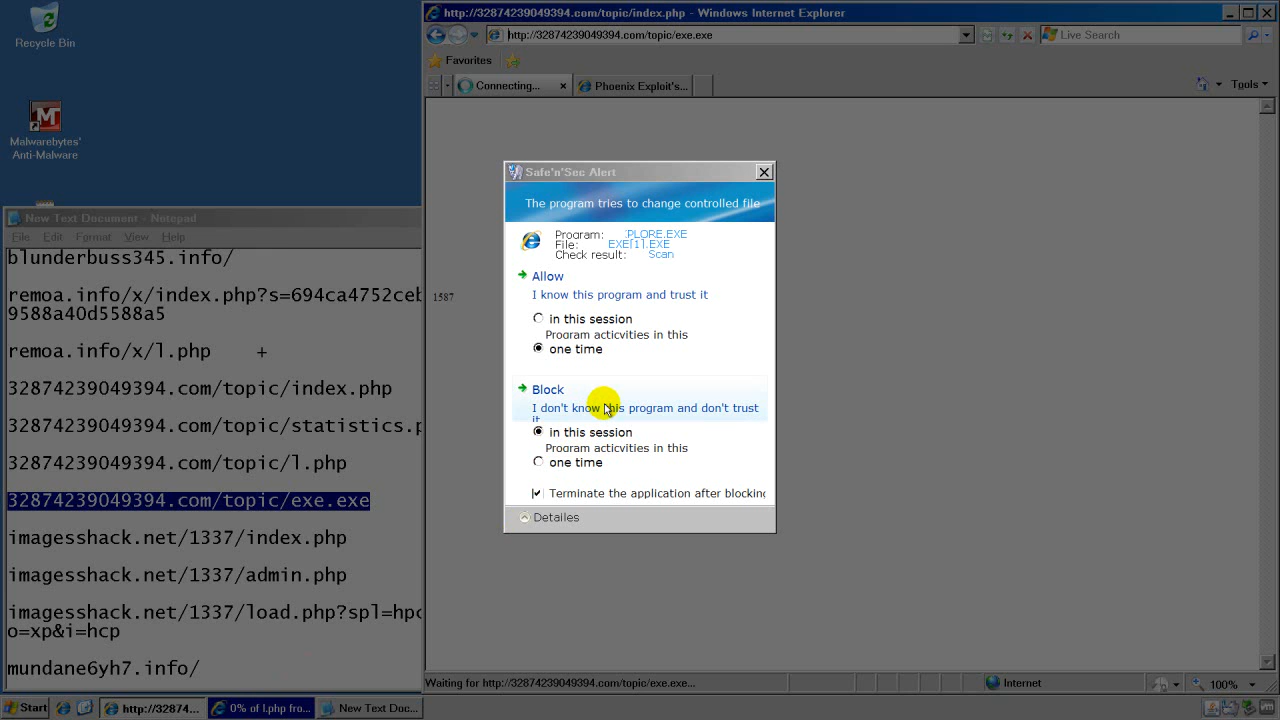 Recycle Bin
Malwarebytes'
Anti-Malware
http://32874239049394.com/topic/index.php - Windows Internet Explorer
http://32874239049394.com/topic/exe.exe
Live Search
Favorites
Connecting...
Phoenix Exploit's...
Tools
1587
Safe'n'Sec Alert
The program tries to change controlled file
Program: :PLORE.EXE
File: EXE[1].EXE
Check result: Scan
Allow
I know this program and trust it
in this session
Program acticvities in this
one time
Block
I don't know this program and don't trust
it
in this session
Program acticvities in this
one time
Terminate the application after blocking
Detailes
New Text Document - Notepad
File Edit Format View Help
blunderbuss345.info/
remoa.info/x/index.php?s=694ca4752ceb
9588a40d5588a5
remoa.info/x/l.php +
32874239049394.com/topic/index.php
32874239049394.com/topic/statistics.p
32874239049394.com/topic/l.php
32874239049394.com/topic/exe.exe
imagesshack.net/1337/index.php
imagesshack.net/1337/admin.php
imagesshack.net/1337/load.php?spl=hpc
o=xp&i=hcp
mundane6yh7.info/
Waiting for http://32874239049394.com/topic/exe.exe...
Internet
100%
Start
http://32874...
0% of l.php fro...
New Text Doc...